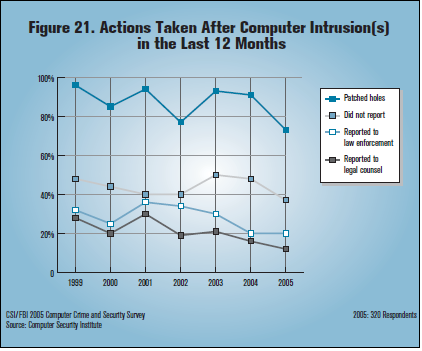 Figure 21. Actions Taken After Computer Intrusion(s)
in the Last 12 Months
100%
80%
60%
40%
20%
0
1999 2000 2001 2002 2003 2004 2005
Patched holes
Did not report
Reported to
law enforcement
Reported to
legal counsel
CSI/FBI 2005 Computer Crime and Security Survey
Source: Computer Security Institute
2005: 320 Respondents